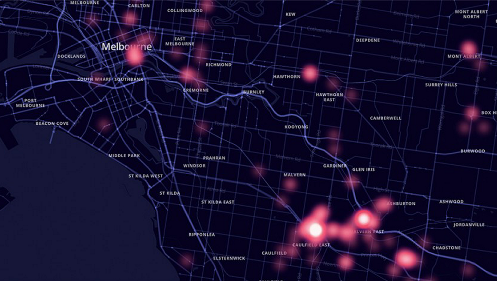 MELBOURNE
CARLTON
COLLINGWOOD
KEW
MONT ALBERT
NORTH
Melbourne
EAST
MELBOURNE
DEEPDENE
DOCKLANDS
RICHMOND
MONT ALBERT
SOUTH WHARF
SOUTHBANK
HAWTHORN
SURREY HILLS
CREMORNE
BURNLEY
PORT
MELBOURNE
HAWTHORN
EAST
BOX H
BEACON COVE
KOOYONG
CAMBERWELL
MIDDLE PARK
PRAHRAN
BURWOOD
WINDSOR
GARDINER
GLEN IRIS
ST KILDA WEST
MALVERN
ST KILDA
ST KILDA EAST
ASHBURTON
ASHWOOD
JORDANVILLE
RIPPONLEA
MALVERN EAST
CAULFIELD EAST
CHADSTONE
CAULFIELD
ELSTERNWICK